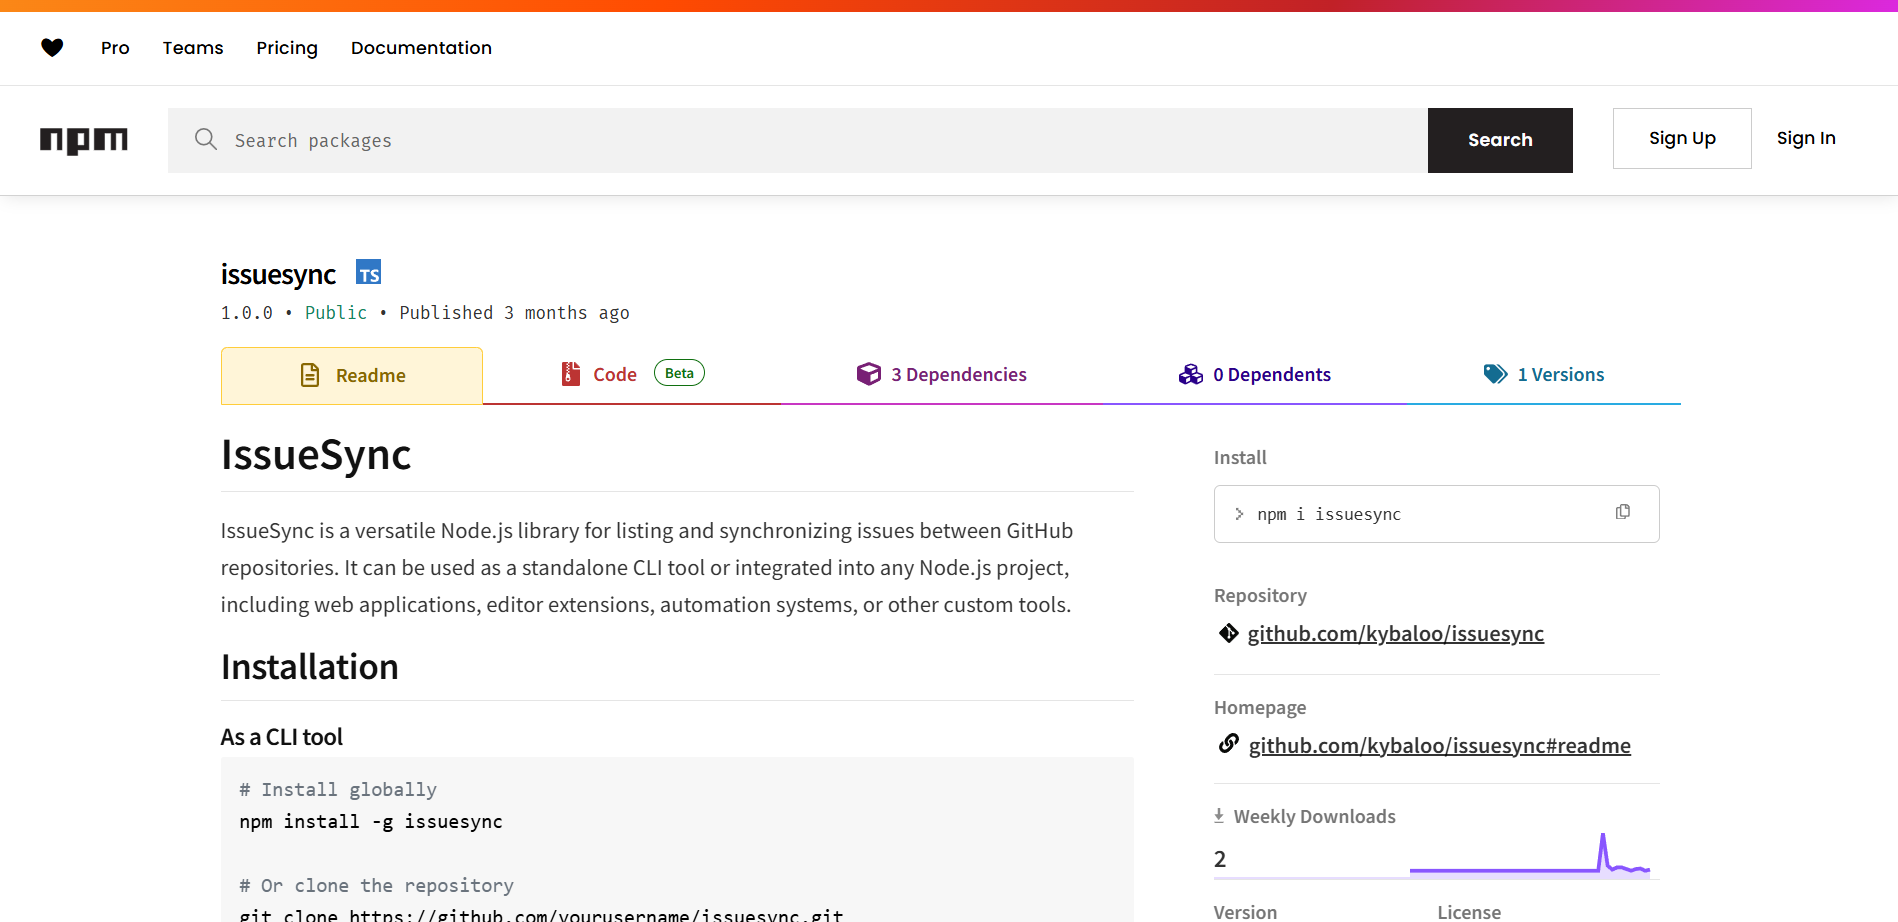 Pro Teams Pricing Documentation
npm Search packages Search Sign Up Sign In
issuesync TS
1.0.0 • Public • Published 3 months ago
Readme Code Beta 3 Dependencies 0 Dependents 1 Versions
IssueSync
IssueSync is a versatile Node.js library for listing and synchronizing issues between GitHub
repositories. It can be used as a standalone CLI tool or integrated into any Node.js project,
including web applications, editor extensions, automation systems, or other custom tools.
Installation
As a CLI tool
# Install globally
npm install -g issuesync
# Or clone the repository
git clone https://github.com/yourusername/issuesync.git
Install
> npm i issuesync
Repository
github.com/kybaloo/issuesync
Homepage
github.com/kybaloo/issuesync#readme
Weekly Downloads
2
Version License